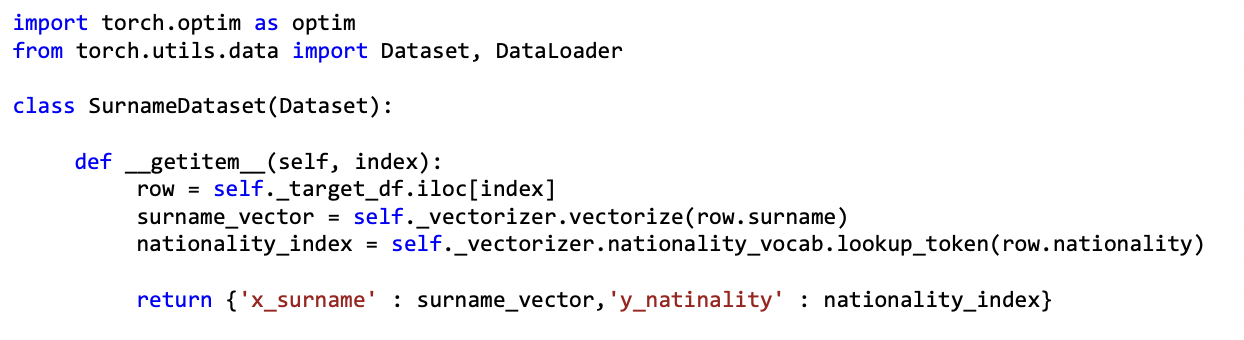 import torch.optim as optim
from torch.utils.data import Dataset, DataLoader
class SurnameDataset(Dataset):
def __getitem__(self, index):
row = self._target_df.iloc[index]
surname_vector = self._vectorizer.vectorize(row.surname)
nationality_index = self._vectorizer.nationality_vocab.lookup_token(row.nationality)
return {'x_surname' : surname_vector,'y_natinality' : nationality_index}